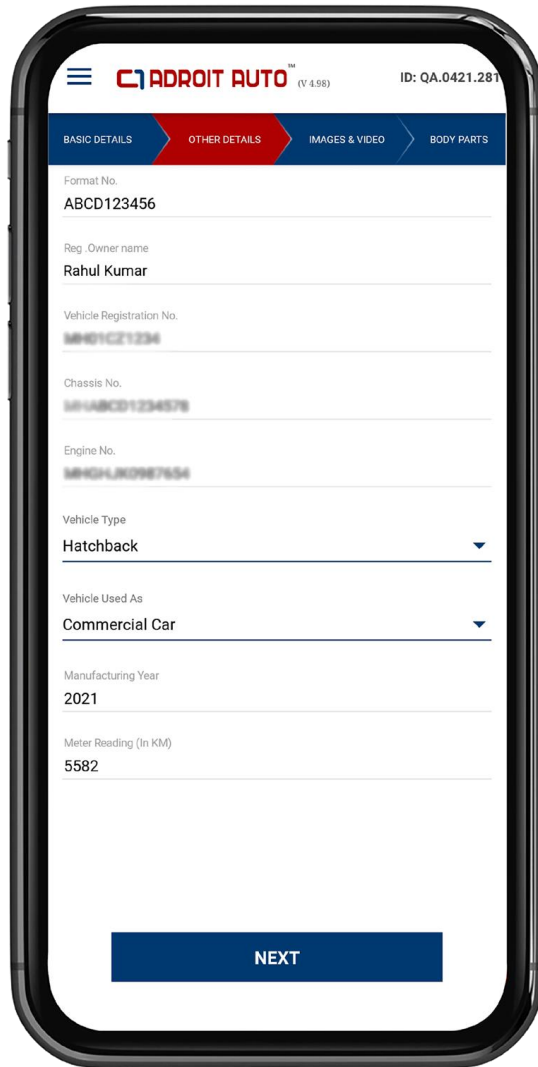 ADROIT AUTO™ (V 4.98) ID: QA.0421.281
BASIC DETAILS OTHER DETAILS IMAGES & VIDEO BODY PARTS
Format No.
ABCD123456
Reg .Owner name
Rahul Kumar
Vehicle Registration No.
MH01CZ1234
Chassis No.
Engine No.
Vehicle Type
Hatchback
Vehicle Used As
Commercial Car
Manufacturing Year
2021
Meter Reading (In KM)
5582
NEXT